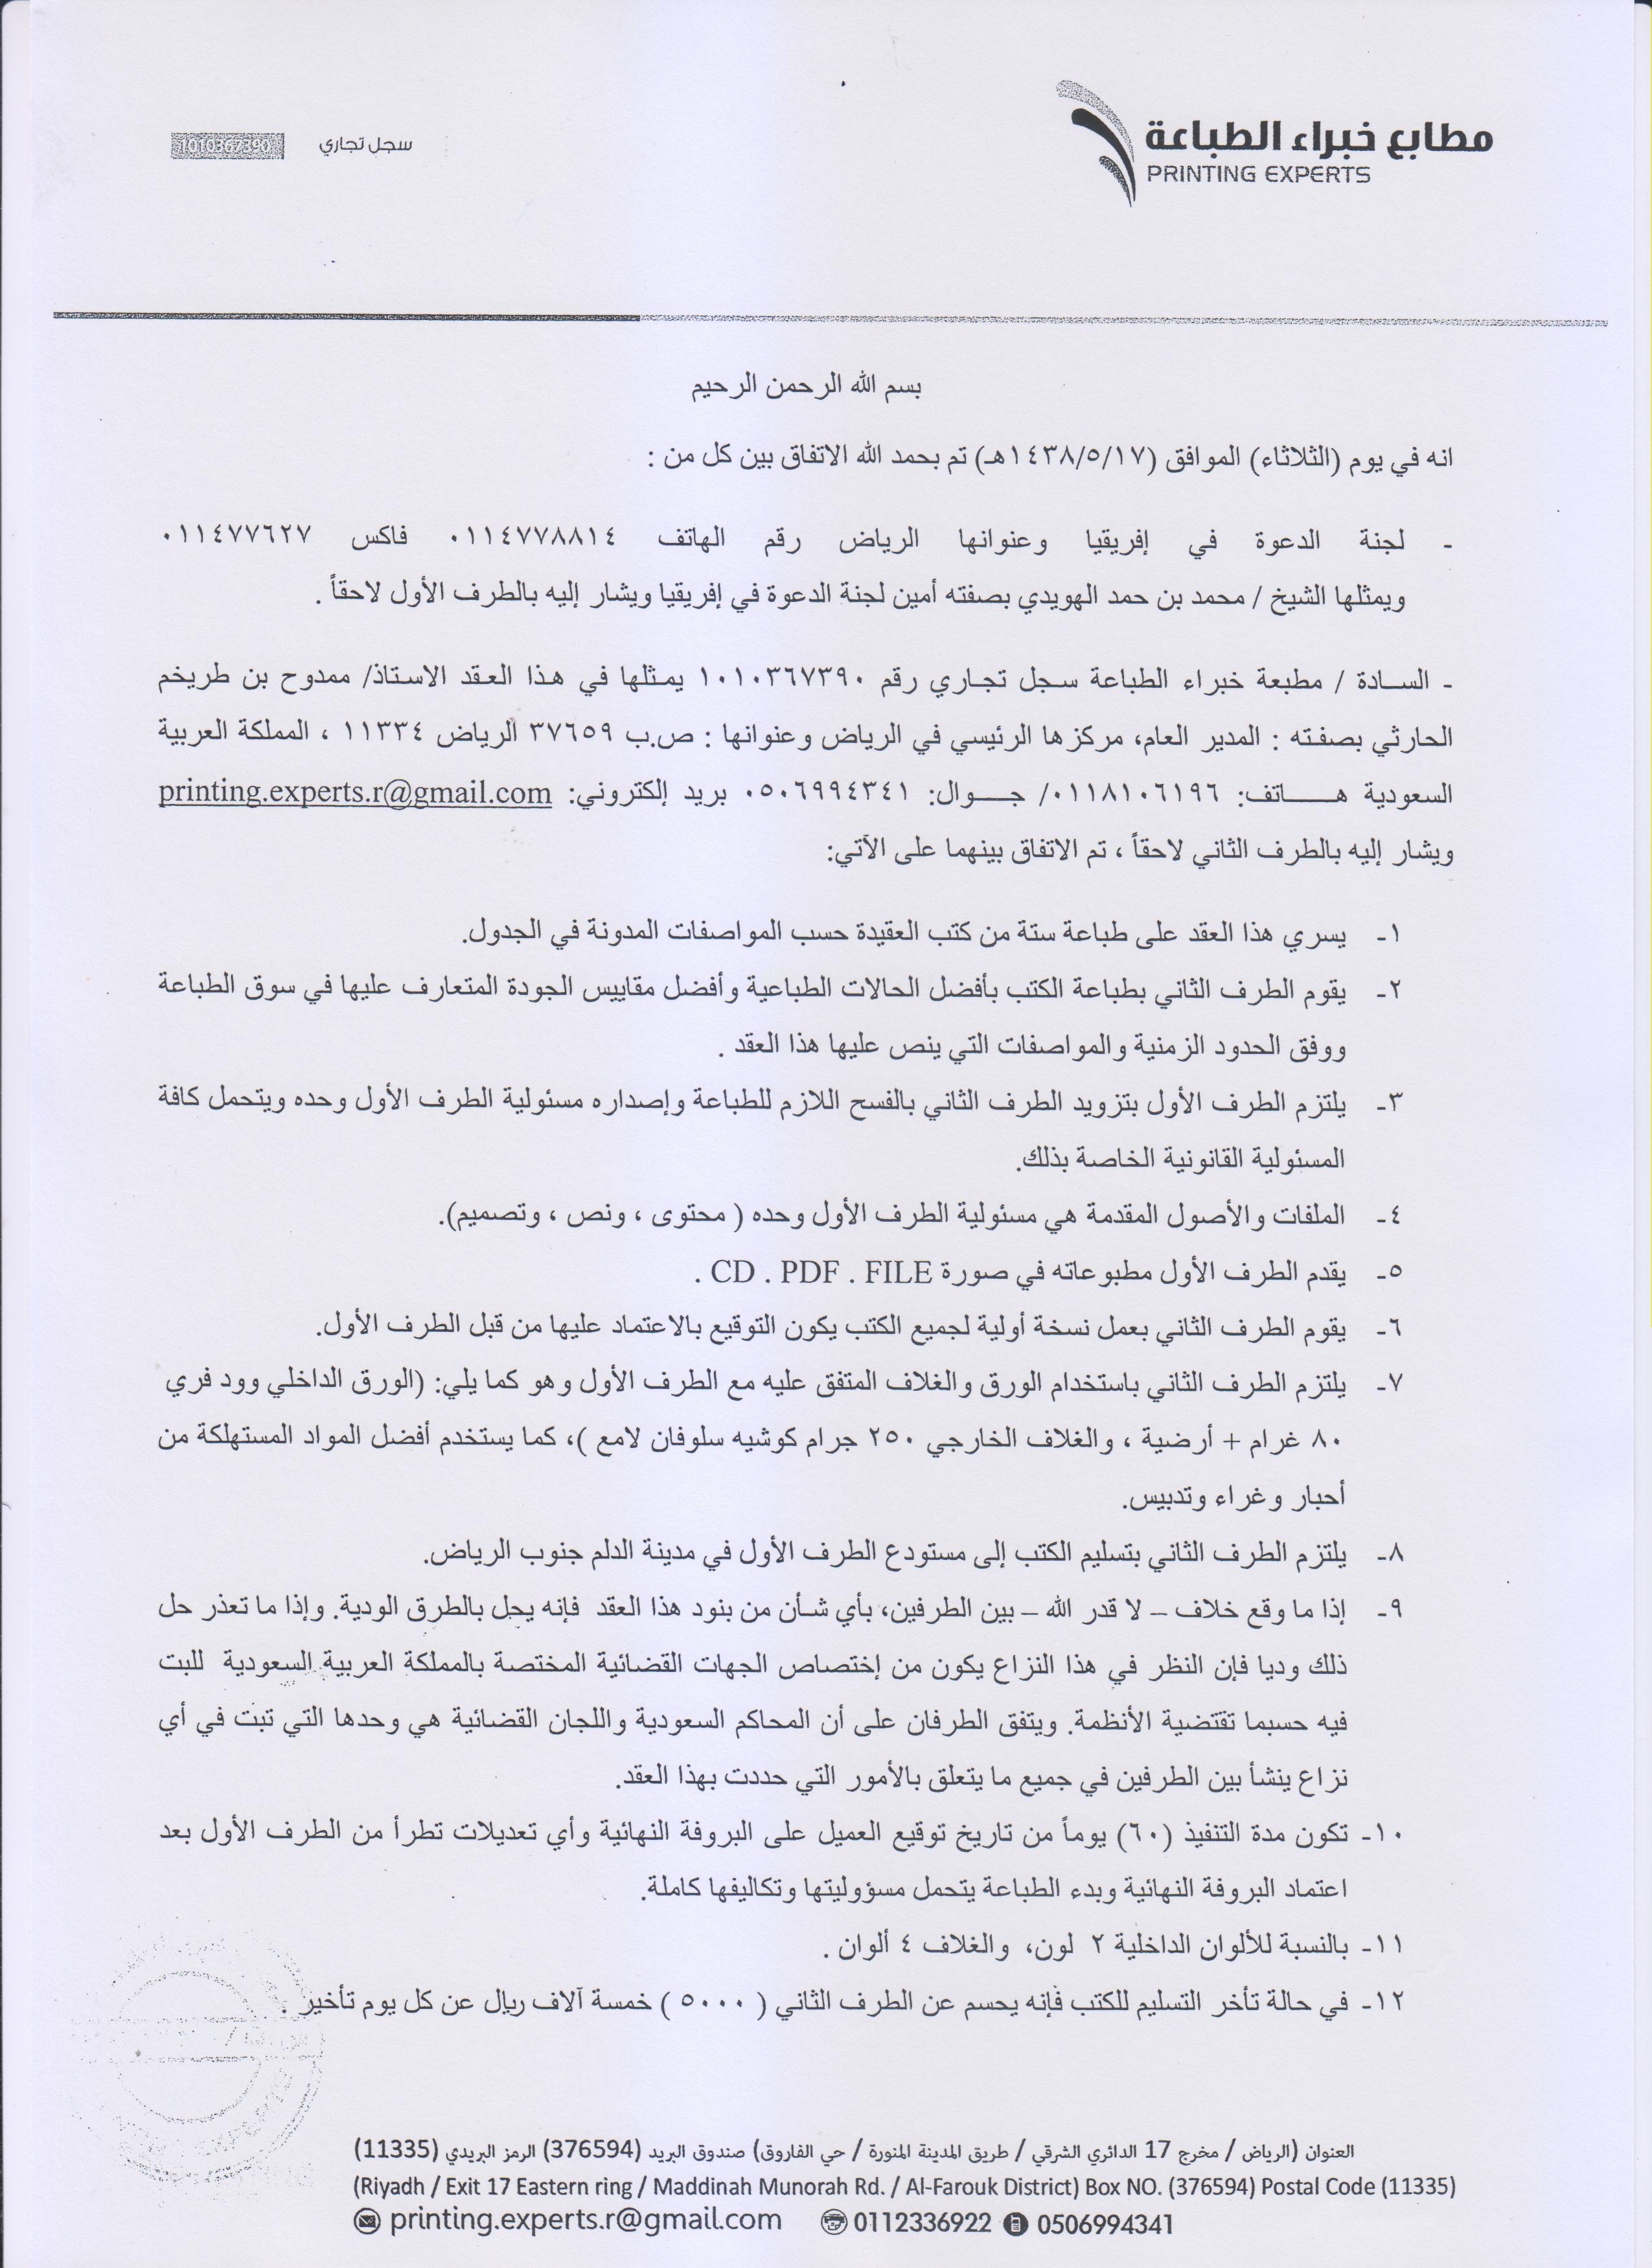 مطابع خبراء الطباعة
PRINTING EXPERTS
سجل تجاري 1010367390
بسم الله الرحمن الرحيم
انه في يوم (الثلاثاء) الموافق (١٤٣٨/٥/١٧هـ) تم بحمد الله الاتفاق بين كل من :
- لجنة الدعوة في إفريقيا وعنوانها الرياض رقم الهاتف ٠١١٤٧٧٨٨١٤ فاكس ٠١١٤٧٧٦٢٧
ويمثلها الشيخ / محمد بن حمد الهويدي بصفته أمين لجنة الدعوة في إفريقيا ويشار إليه بالطرف الأول لاحقاً .
- الســادة / مطبعة خبراء الطباعة سجل تجاري رقم ١٠١٠٣٦٧٣٩٠ يمثلها في هذا العقد الاستاذ/ ممدوح بن طريخم
الحارثي بصفته : المدير العام، مركزها الرئيسي في الرياض وعنوانها : ص.ب ٣٧٦٥٩ الرياض ١١٣٣٤ ، المملكة العربية
السعودية هـــــاتف: ٠١١٨١٠٦١٩٦/ جــــوال: ٠٥٠٦٩٩٤٣٤١ بريد إلكتروني: printing.experts.r@gmail.com
ويشار إليه بالطرف الثاني لاحقاً ، تم الاتفاق بينهما على الآتي:
١- يسري هذا العقد على طباعة ستة من كتب العقيدة حسب المواصفات المدونة في الجدول.
٢- يقوم الطرف الثاني بطباعة الكتب بأفضل الحالات الطباعية وأفضل مقاييس الجودة المتعارف عليها في سوق الطباعة
ووفق الحدود الزمنية والمواصفات التي ينص عليها هذا العقد .
٣- يلتزم الطرف الأول بتزويد الطرف الثاني بالفسح اللازم للطباعة وإصداره مسئولية الطرف الأول وحده ويتحمل كافة
المسئولية القانونية الخاصة بذلك.
٤- الملفات والأصول المقدمة هي مسئولية الطرف الأول وحده ( محتوى ، ونص ، وتصميم).
٥- يقدم الطرف الأول مطبوعاته في صورة CD . PDF . FILE .
٦- يقوم الطرف الثاني بعمل نسخة أولية لجميع الكتب يكون التوقيع بالاعتماد عليها من قبل الطرف الأول.
٧- يلتزم الطرف الثاني باستخدام الورق والغلاف المتفق عليه مع الطرف الأول وهو كما يلي: (الورق الداخلي وود فري
٨٠ غرام + أرضية ، والغلاف الخارجي ٢٥٠ جرام كوشيه سلوفان لامع )، كما يستخدم أفضل المواد المستهلكة من
أحبار وغراء وتدبيس.
٨- يلتزم الطرف الثاني بتسليم الكتب إلى مستودع الطرف الأول في مدينة الدلم جنوب الرياض.
٩- إذا ما وقع خلاف – لا قدر الله – بين الطرفين، بأي شأن من بنود هذا العقد فإنه يحل بالطرق الودية. وإذا ما تعذر حل
ذلك وديا فإن النظر في هذا النزاع يكون من إختصاص الجهات القضائية المختصة بالمملكة العربية السعودية للبت
فيه حسبما تقتضية الأنظمة. ويتفق الطرفان على أن المحاكم السعودية واللجان القضائية هي وحدها التي تبت في أي
نزاع ينشأ بين الطرفين في جميع ما يتعلق بالأمور التي حددت بهذا العقد.
١٠- تكون مدة التنفيذ (٦٠) يوماً من تاريخ توقيع العميل على البروفة النهائية وأي تعديلات تطرأ من الطرف الأول بعد
اعتماد البروفة النهائية وبدء الطباعة يتحمل مسؤوليتها وتكاليفها كاملة.
١١- بالنسبة للألوان الداخلية ٢ لون، والغلاف ٤ ألوان .
١٢- في حالة تأخر التسليم للكتب فإنه يحسم عن الطرف الثاني ( ٥٠٠٠ ) خمسة آلاف ريال عن كل يوم تأخير .
العنوان (الرياض / مخرج 17 الدائري الشرقي / طريق المدينة المنورة / حي الفاروق) صندوق البريد (376594) الرمز البريدي (11335)
(Riyadh / Exit 17 Eastern ring / Maddinah Munorah Rd. / Al-Farouk District) Box NO. (376594) Postal Code (11335)
printing.experts.r@gmail.com 0112336922 0506994341